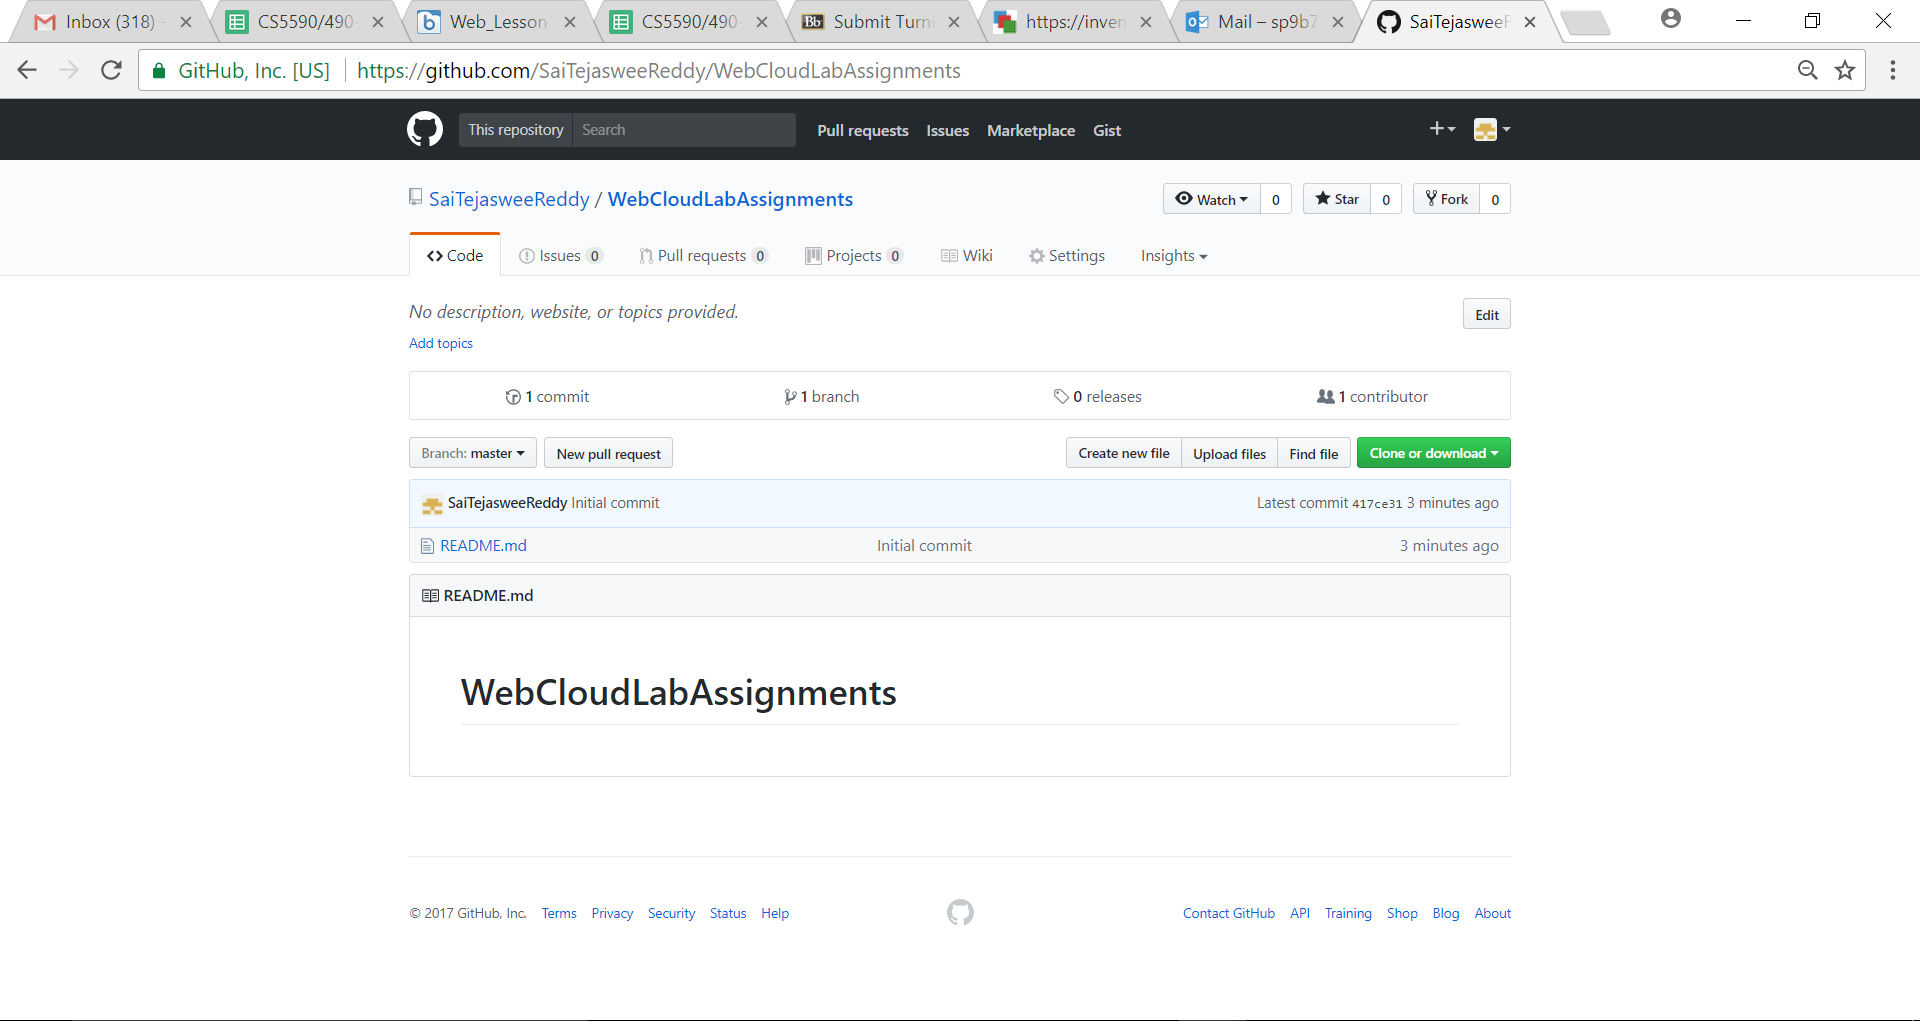 Inbox (318) -
CS5590/490-
Web_Lesson
CS5590/490-
Bb Submit Turni
https://inven
Mail – sp9b7
SaiTejasweeR
GitHub, Inc. [US] https://github.com/SaiTejasweeReddy/WebCloudLabAssignments
This repository Search Pull requests Issues Marketplace Gist
SaiTejasweeReddy / WebCloudLabAssignments Watch 0 Star 0 Fork 0
Code Issues 0 Pull requests 0 Projects 0 Wiki Settings Insights
No description, website, or topics provided. Edit
Add topics
1 commit 1 branch 0 releases 1 contributor
Branch: master New pull request Create new file Upload files Find file Clone or download
SaiTejasweeReddy Initial commit Latest commit 417ce31 3 minutes ago
README.md Initial commit 3 minutes ago
README.md
WebCloudLabAssignments
© 2017 GitHub, Inc. Terms Privacy Security Status Help Contact GitHub API Training Shop Blog About